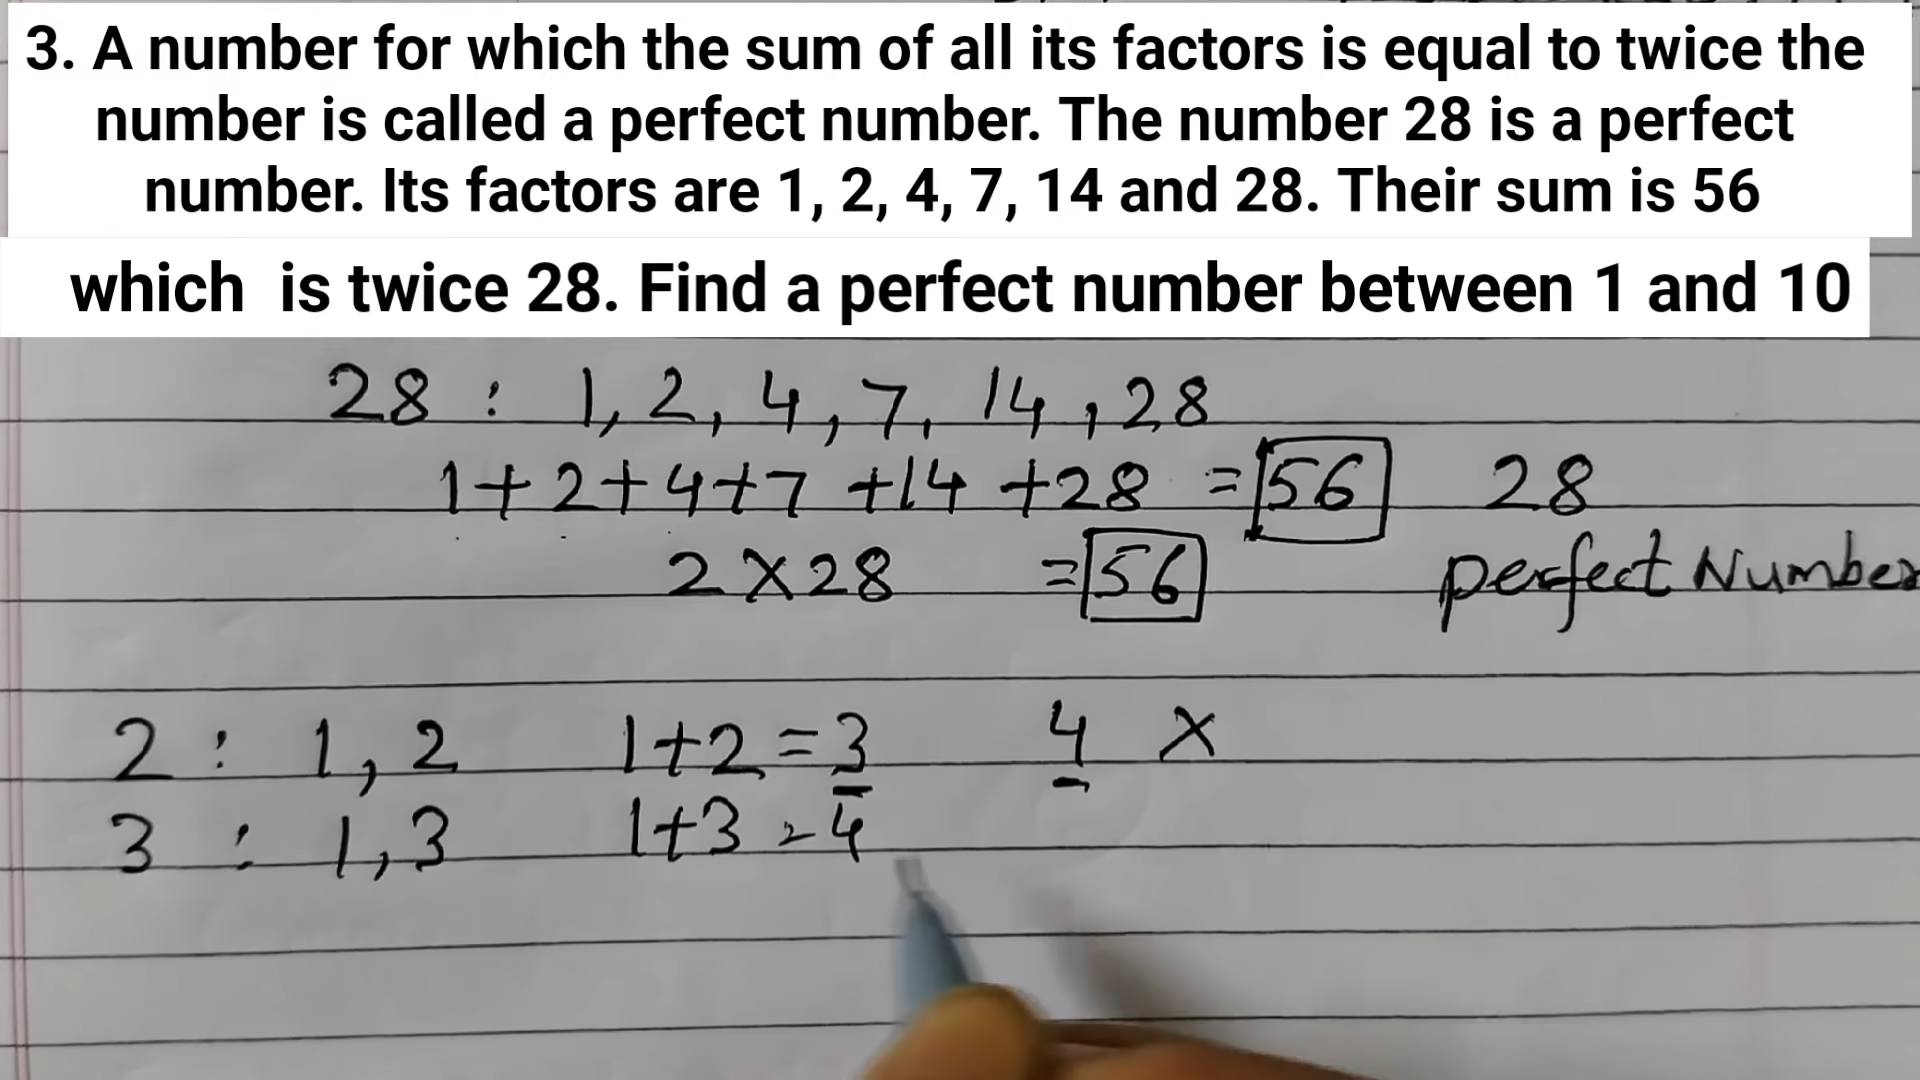 3. A number for which the sum of all its factors is equal to twice the
number is called a perfect number. The number 28 is a perfect
number. Its factors are 1, 2, 4, 7, 14 and 28. Their sum is 56
which is twice 28. Find a perfect number between 1 and 10
28 : 1, 2, 4, 7, 14, 28
1+2+4+7+14+28 = 56 28
2×28 = 56 perfect Number
2 : 1, 2 1+2=3 4 ×
3 : 1, 3 1+3=4